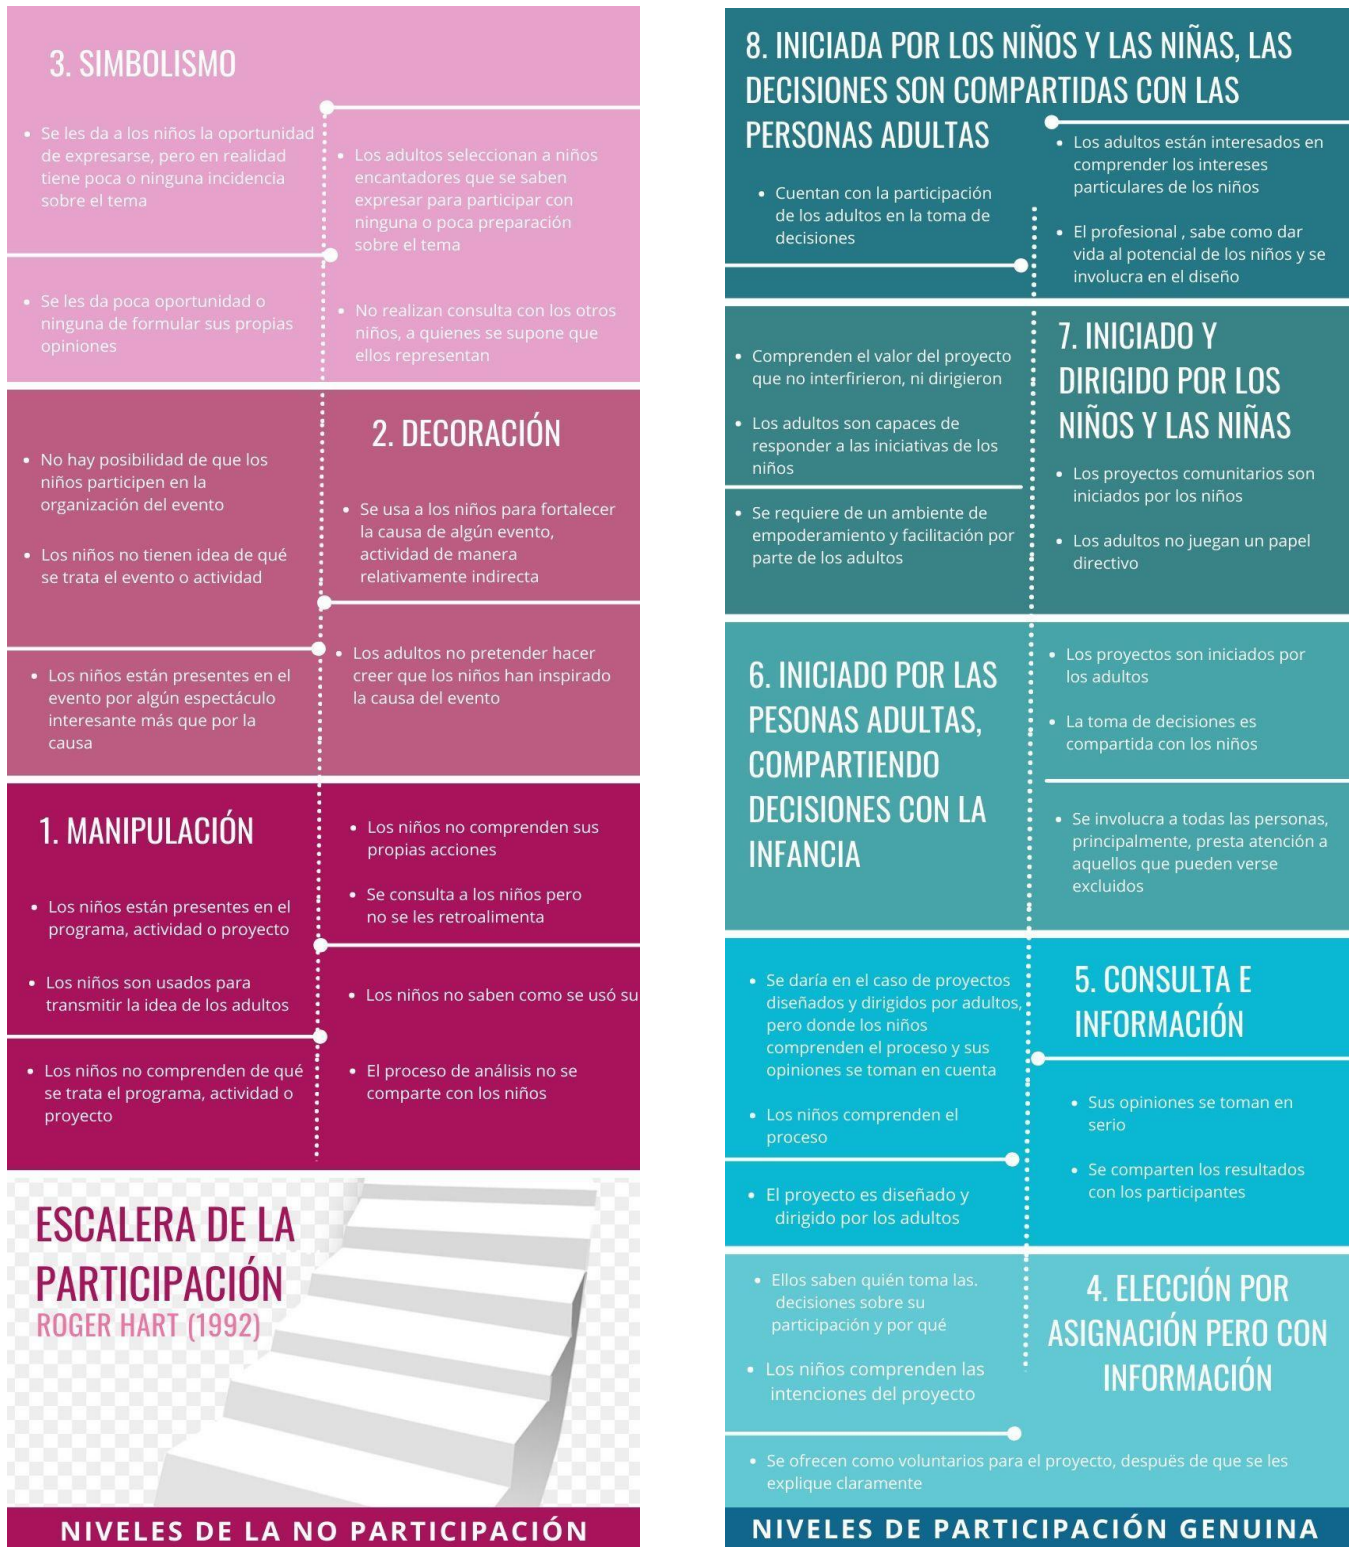 3. SIMBOLISMO
• Se les da a los niños la oportunidad
de expresarse, pero en realidad
tiene poca o ninguna incidencia
sobre el tema
• Los adultos seleccionan a niños
encantadores que se saben
expresar para participar con
ninguna o poca preparación
sobre el tema
• Se les da poca oportunidad o
ninguna de formular sus propias
opiniones
• No realizan consulta con los otros
niños, a quienes se supone que
ellos representan
2. DECORACIÓN
• No hay posibilidad de que los
niños participen en la
organización del evento
• Los niños no tienen idea de qué
se trata el evento o actividad
• Se usa a los niños para fortalecer
la causa de algún evento,
actividad de manera
relativamente indirecta
• Los niños están presentes en el
evento por algún espectáculo
interesante más que por la
causa
• Los adultos no pretender hacer
creer que los niños han inspirado
la causa del evento
1. MANIPULACIÓN
• Los niños están presentes en el
programa, actividad o proyecto
• Los niños son usados para
transmitir la idea de los adultos
• Los niños no comprenden de qué
se trata el programa, actividad o
proyecto
• Los niños no comprenden sus
propias acciones
• Se consulta a los niños pero
no se les retroalimenta
• Los niños no saben como se usó su
• El proceso de análisis no se
comparte con los niños
ESCALERA DE LA
PARTICIPACIÓN
ROGER HART (1992)
NIVELES DE LA NO PARTICIPACIÓN
8. INICIADA POR LOS NIÑOS Y LAS NIÑAS, LAS
DECISIONES SON COMPARTIDAS CON LAS
PERSONAS ADULTAS
• Cuentan con la participación
de los adultos en la toma de
decisiones
• Los adultos están interesados en
comprender los intereses
particulares de los niños
• El profesional , sabe como dar
vida al potencial de los niños y se
involucra en el diseño
7. INICIADO Y
DIRIGIDO POR LOS
NIÑOS Y LAS NIÑAS
• Comprenden el valor del proyecto
que no interfirieron, ni dirigieron
• Los adultos son capaces de
responder a las iniciativas de los
niños
• Se requiere de un ambiente de
empoderamiento y facilitación por
parte de los adultos
• Los proyectos comunitarios son
iniciados por los niños
• Los adultos no juegan un papel
directivo
6. INICIADO POR LAS
PESONAS ADULTAS,
COMPARTIENDO
DECISIONES CON LA
INFANCIA
• Los proyectos son iniciados por
los adultos
• La toma de decisiones es
compartida con los niños
• Se involucra a todas las personas,
principalmente, presta atención a
aquellos que pueden verse
excluidos
5. CONSULTA E
INFORMACIÓN
• Se daría en el caso de proyectos
diseñados y dirigidos por adultos,
pero donde los niños
comprenden el proceso y sus
opiniones se toman en cuenta
• Los niños comprenden el
proceso
• El proyecto es diseñado y
dirigido por los adultos
• Sus opiniones se toman en
serio
• Se comparten los resultados
con los participantes
4. ELECCIÓN POR
ASIGNACIÓN PERO CON
INFORMACIÓN
• Ellos saben quién toma las.
decisiones sobre su
participación y por qué
• Los niños comprenden las
intenciones del proyecto
• Se ofrecen como voluntarios para el proyecto, despuës de que se les
explique claramente
NIVELES DE PARTICIPACIÓN GENUINA